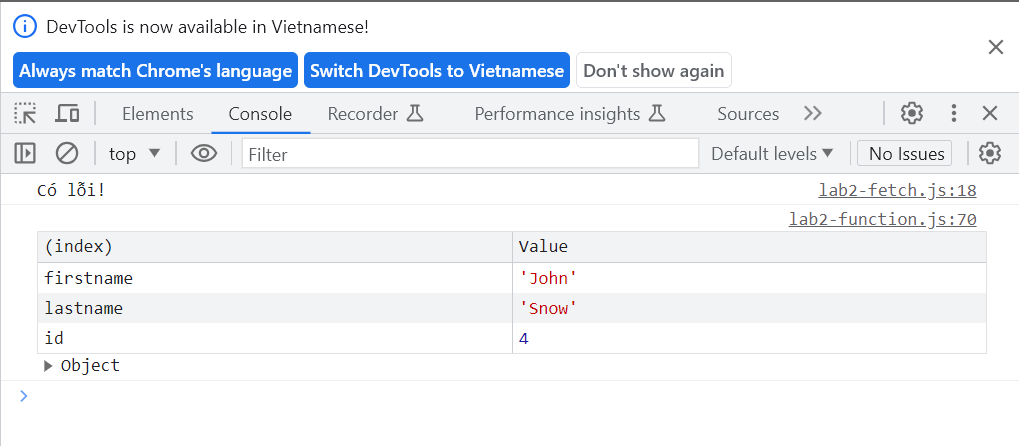 DevTools is now available in Vietnamese!
Always match Chrome's language Switch DevTools to Vietnamese Don't show again
Elements Console Recorder Performance insights Sources
top Filter Default levels No Issues
Có lỗi! lab2-fetch.js:18
lab2-function.js:70
(index) Value
firstname 'John'
lastname 'Snow'
id 4
Object